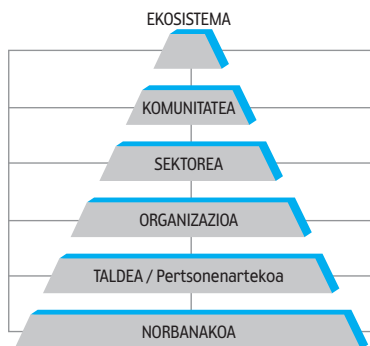 EKOSISTEMA
KOMUNITATEA
SEKTOREA
ORGANIZAZIOA
TALDEA / Pertsonenartekoa
NORBANAKOA